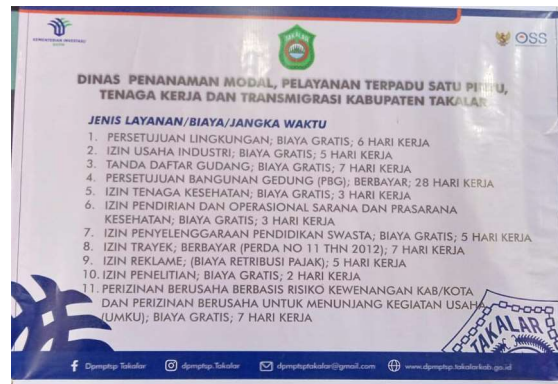 KEMENTERIAN INVESTASI
BKPM
TAKALAR
OSS
DINAS PENANAMAN MODAL, PELAYANAN TERPADU SATU PINTU,
TENAGA KERJA DAN TRANSMIGRASI KABUPATEN TAKALAR
JENIS LAYANAN/BIAYA/JANGKA WAKTU
1. PERSETUJUAN LINGKUNGAN; BIAYA GRATIS; 6 HARI KERJA
2. IZIN USAHA INDUSTRI; BIAYA GRATIS; 5 HARI KERJA
3. TANDA DAFTAR GUDANG; BIAYA GRATIS; 7 HARI KERJA
4. PERSETUJUAN BANGUNAN GEDUNG (PBG); BERBAYAR; 28 HARI KERJA
5. IZIN TENAGA KESEHATAN; BIAYA GRATIS; 3 HARI KERJA
6. IZIN PENDIRIAN DAN OPERASIONAL SARANA DAN PRASARANA
KESEHATAN; BIAYA GRATIS; 3 HARI KERJA
7. IZIN PENYELENGGARAAN PENDIDIKAN SWASTA; BIAYA GRATIS; 5 HARI KERJA
8. IZIN TRAYEK; BERBAYAR (PERDA NO 11 THN 2012); 7 HARI KERJA
9. IZIN REKLAME; (BIAYA RETRIBUSI PAJAK); 5 HARI KERJA
10. IZIN PENELITIAN; BIAYA GRATIS; 2 HARI KERJA
11. PERIZINAN BERUSAHA BERBASIS RISIKO KEWENANGAN KAB/KOTA
DAN PERIZINAN BERUSAHA UNTUK MENUNJANG KEGIATAN USAHA
/UMKU); BIAYA GRATIS; 7 HARI KERJA
TAKALAR
Dpmptsp Takalar
dpmptsp.Takalar
dpmptsptakalar@gmail.com
www.dpmptsp.takalarkab.go.id